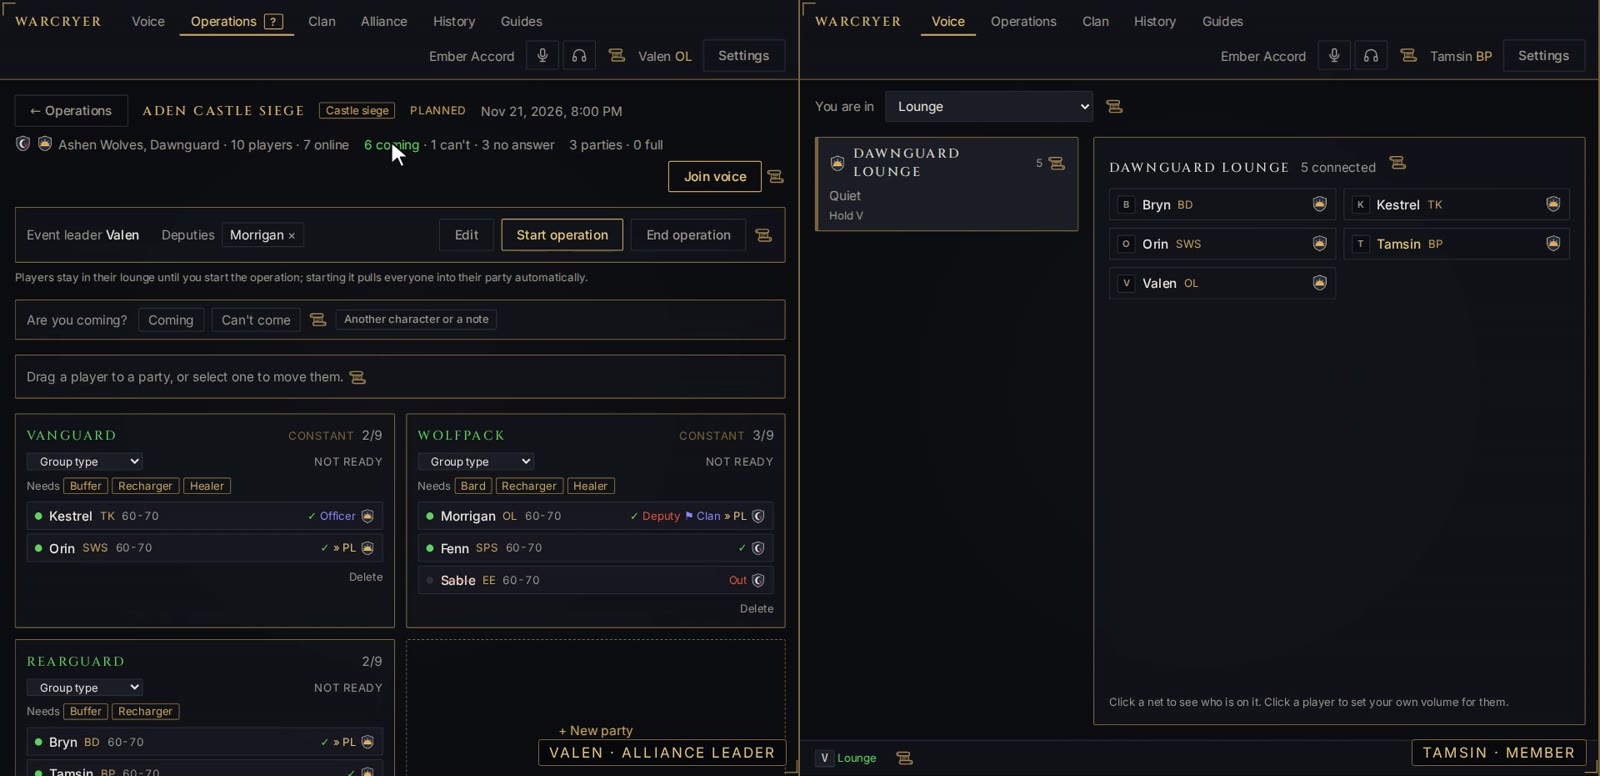 WARCRYER Voice Operations ? Clan Alliance History Guides
Ember Accord Valen OL Settings
← Operations ADEN CASTLE SIEGE Castle siege PLANNED Nov 21, 2026, 8:00 PM
Ashen Wolves, Dawnguard · 10 players · 7 online 6 coming · 1 can't · 3 no answer 3 parties · 0 full
Join voice
Event leader Valen Deputies Morrigan × Edit Start operation End operation
Players stay in their lounge until you start the operation; starting it pulls everyone into their party automatically.
Are you coming? Coming Can't come Another character or a note
Drag a player to a party, or select one to move them.
VANGUARD CONSTANT 2/9
Group type NOT READY
Needs Buffer Recharger Healer
Kestrel TK 60-70 ✓ Officer
Orin SWS 60-70 ✓ » PL
Delete
WOLFPACK CONSTANT 3/9
Group type NOT READY
Needs Bard Recharger Healer
Morrigan OL 60-70 ✓ Deputy Clan » PL
Fenn SPS 60-70 ✓
Sable EE 60-70 Out
Delete
REARGUARD 2/9
Group type NOT READY
Needs Buffer Recharger
Bryn BD 60-70 ✓ » PL
Tamsin BP 60-70 ✓
+ New party
VALEN · ALLIANCE LEADER
WARCRYER Voice Operations Clan History Guides
Ember Accord Tamsin BP Settings
You are in Lounge
DAWNGUARD
LOUNGE 5
Quiet
Hold V
DAWNGUARD LOUNGE 5 connected
B Bryn BD K Kestrel TK
O Orin SWS T Tamsin BP
V Valen OL
Click a net to see who is on it. Click a player to set your own volume for them.
V Lounge
TAMSIN · MEMBER